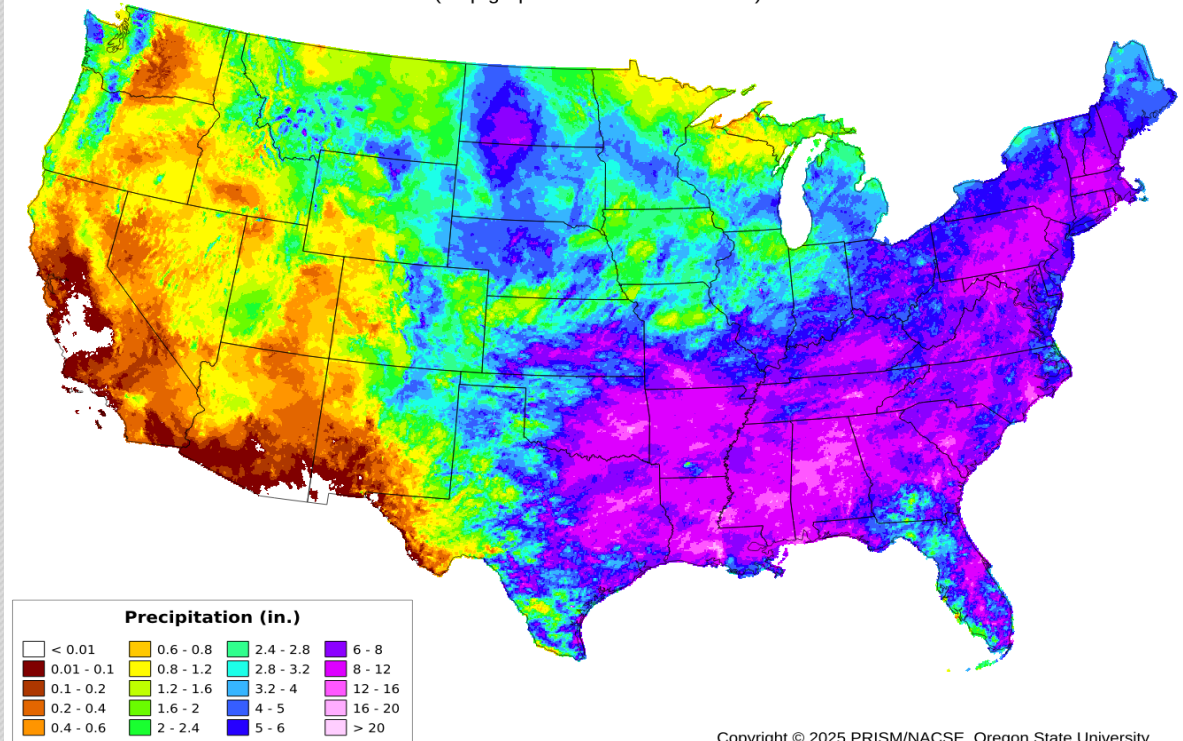 Precipitation (in.)
< 0.01
0.01 - 0.1
0.1 - 0.2
0.2 - 0.4
0.4 - 0.6
0.6 - 0.8
0.8 - 1.2
1.2 - 1.6
1.6 - 2
2 - 2.4
2.4 - 2.8
2.8 - 3.2
3.2 - 4
4 - 5
5 - 6
6 - 8
8 - 12
12 - 16
16 - 20
> 20
Copyright © 2025 PRISM/NACSE, Oregon State University